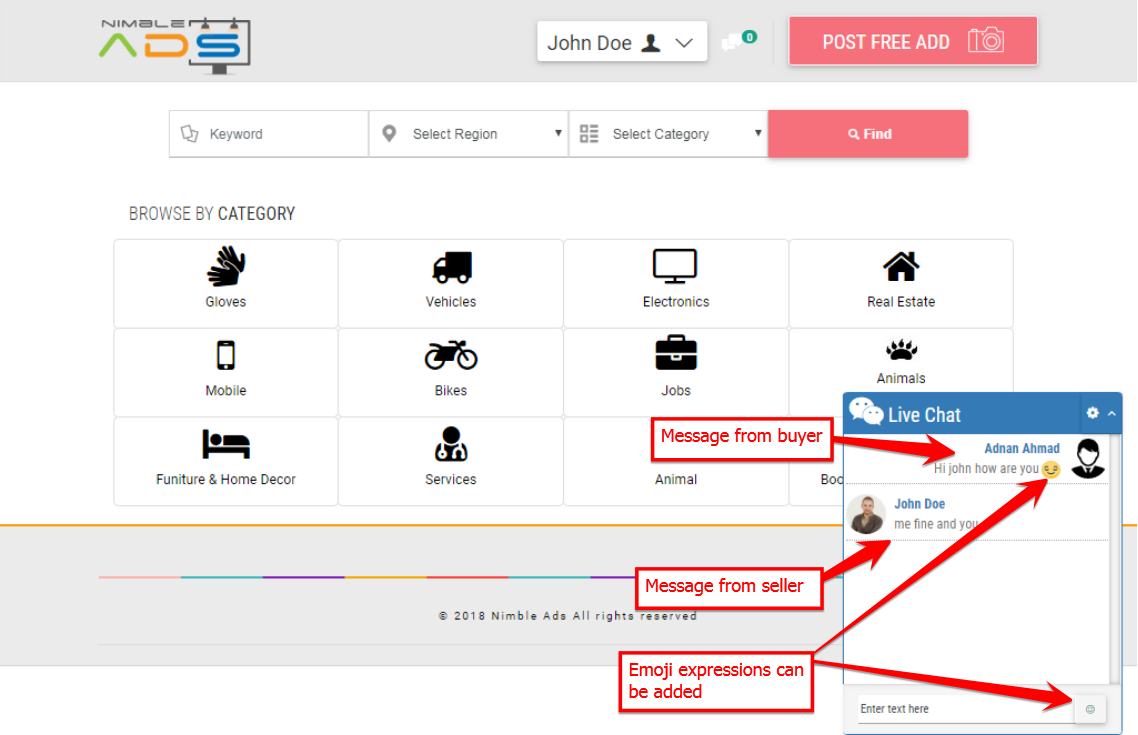 NIMBLE
ADS
John Doe
0
POST FREE ADD
Keyword
Select Region
Select Category
Find
BROWSE BY CATEGORY
Gloves
Vehicles
Electronics
Real Estate
Mobile
Bikes
Jobs
Animals
Funiture & Home Decor
Services
Animal
Boo
Live Chat
Message from buyer
Adnan Ahmad
Hi john how are you
John Doe
me fine and you
Message from seller
© 2018 Nimble Ads All rights reserved
Emoji expressions can
be added
Enter text here